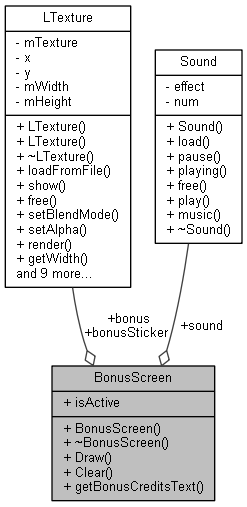 LTexture
- mTexture
- x
- y
- mWidth
- mHeight
+ LTexture()
+ LTexture()
+ ~LTexture()
+ loadFromFile()
+ show()
+ free()
+ setBlendMode()
+ setAlpha()
+ render()
+ getWidth()
and 9 more...
Sound
- effect
- num
+ Sound()
+ load()
+ pause()
+ playing()
+ free()
+ play()
+ music()
+ ~Sound()
+bonus
+bonusSticker
+sound
BonusScreen
+ isActive
+ BonusScreen()
+ ~BonusScreen()
+ Draw()
+ Clear()
+ getBonusCreditsText()